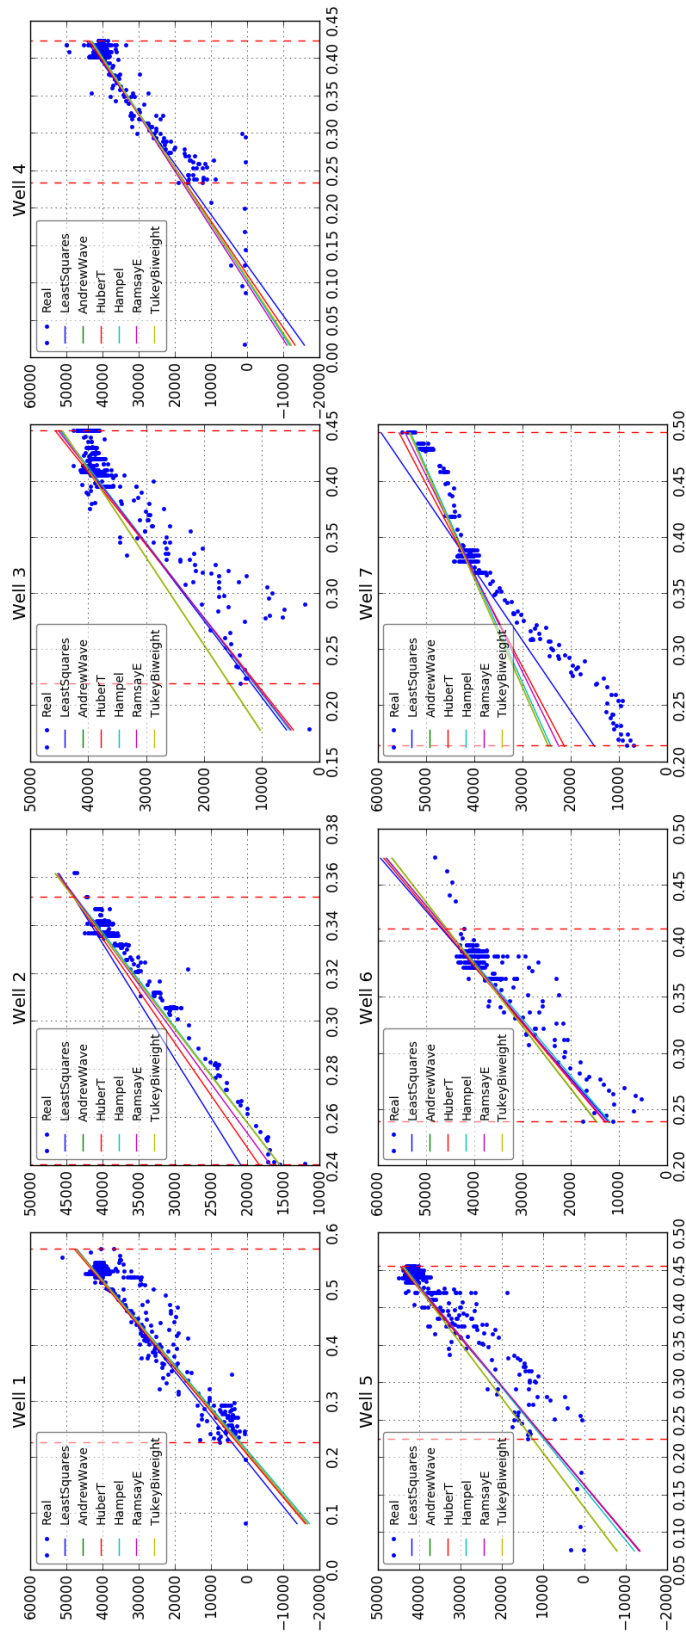 Well 1
60000
50000
40000
30000
20000
10000
0
−10000
−20000
Real
LeastSquares
AndrewWave
HuberT
Hampel
RamsayE
TukeyBiweight
0.0 0.1 0.2 0.3 0.4 0.5 0.6
Well 2
50000
45000
40000
35000
30000
25000
20000
15000
10000
Real
LeastSquares
AndrewWave
HuberT
Hampel
RamsayE
TukeyBiweight
0.24 0.26 0.28 0.30 0.32 0.34 0.36 0.38
Well 3
50000
40000
30000
20000
10000
0
Real
LeastSquares
AndrewWave
HuberT
Hampel
RamsayE
TukeyBiweight
0.15 0.20 0.25 0.30 0.35 0.40 0.45
Well 4
60000
50000
40000
30000
20000
10000
0
−10000
−20000
Real
LeastSquares
AndrewWave
HuberT
Hampel
RamsayE
TukeyBiweight
0.00 0.05 0.10 0.15 0.20 0.25 0.30 0.35 0.40 0.45
Well 5
60000
50000
40000
30000
20000
10000
0
−10000
−20000
Real
LeastSquares
AndrewWave
HuberT
Hampel
RamsayE
TukeyBiweight
0.05 0.10 0.15 0.20 0.25 0.30 0.35 0.40 0.45 0.50
Well 6
60000
50000
40000
30000
20000
10000
0
Real
LeastSquares
AndrewWave
HuberT
Hampel
RamsayE
TukeyBiweight
0.20 0.25 0.30 0.35 0.40 0.45 0.50
Well 7
60000
50000
40000
30000
20000
10000
0
Real
LeastSquares
AndrewWave
HuberT
Hampel
RamsayE
TukeyBiweight
0.20 0.25 0.30 0.35 0.40 0.45 0.50